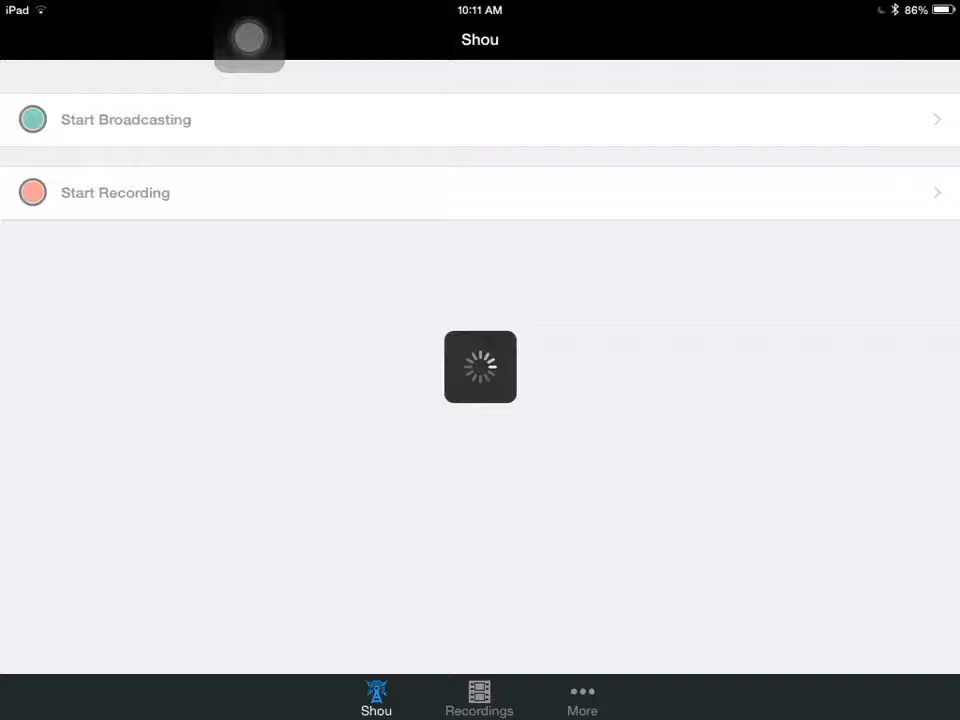 iPad
10:11 AM
86%
Shou
Start Broadcasting
Start Recording
Shou
Recordings
More